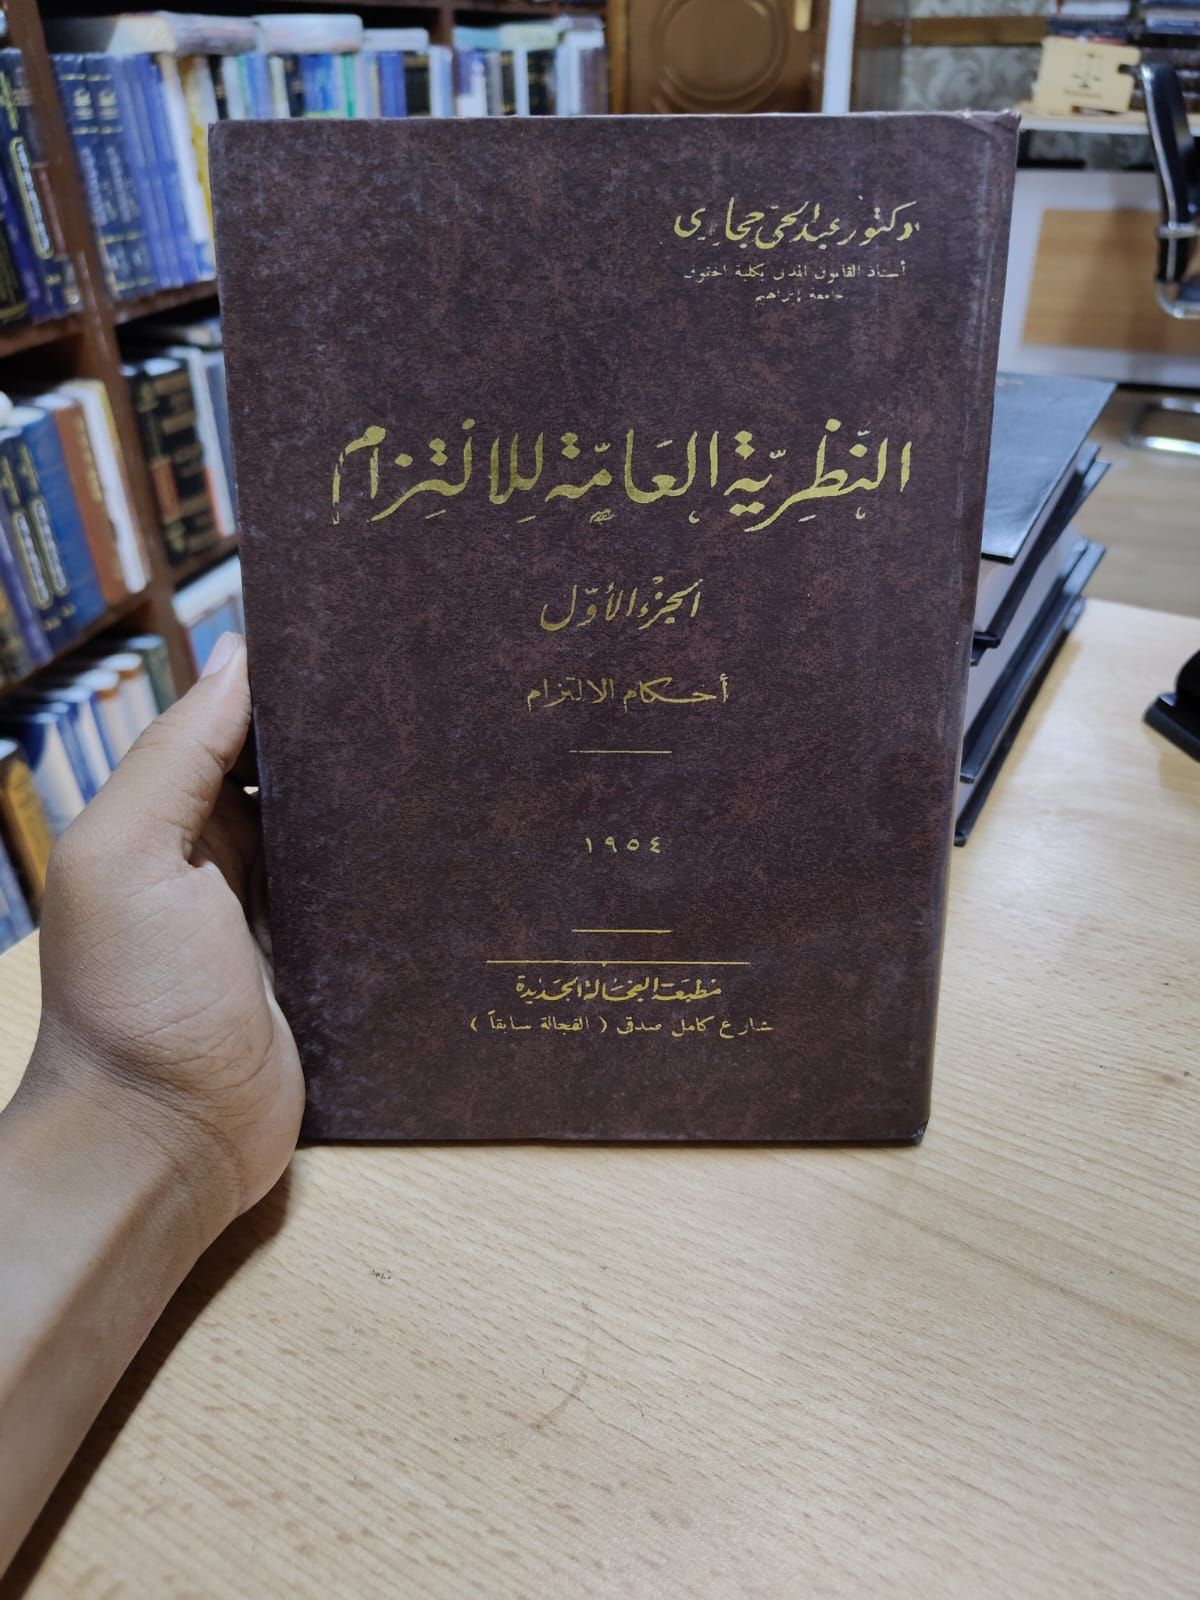 دكتور عبد الحي حجازي
أستاذ القانون المدني بكلية الحقوق
جامعة إبراهيم
النظرية العامة للالتزام
الجزء الأول
أحكام الالتزام
١٩٥٤
مطبعة الفجالة الجديدة
شارع كامل صدقي ( الفجالة سابقاً )